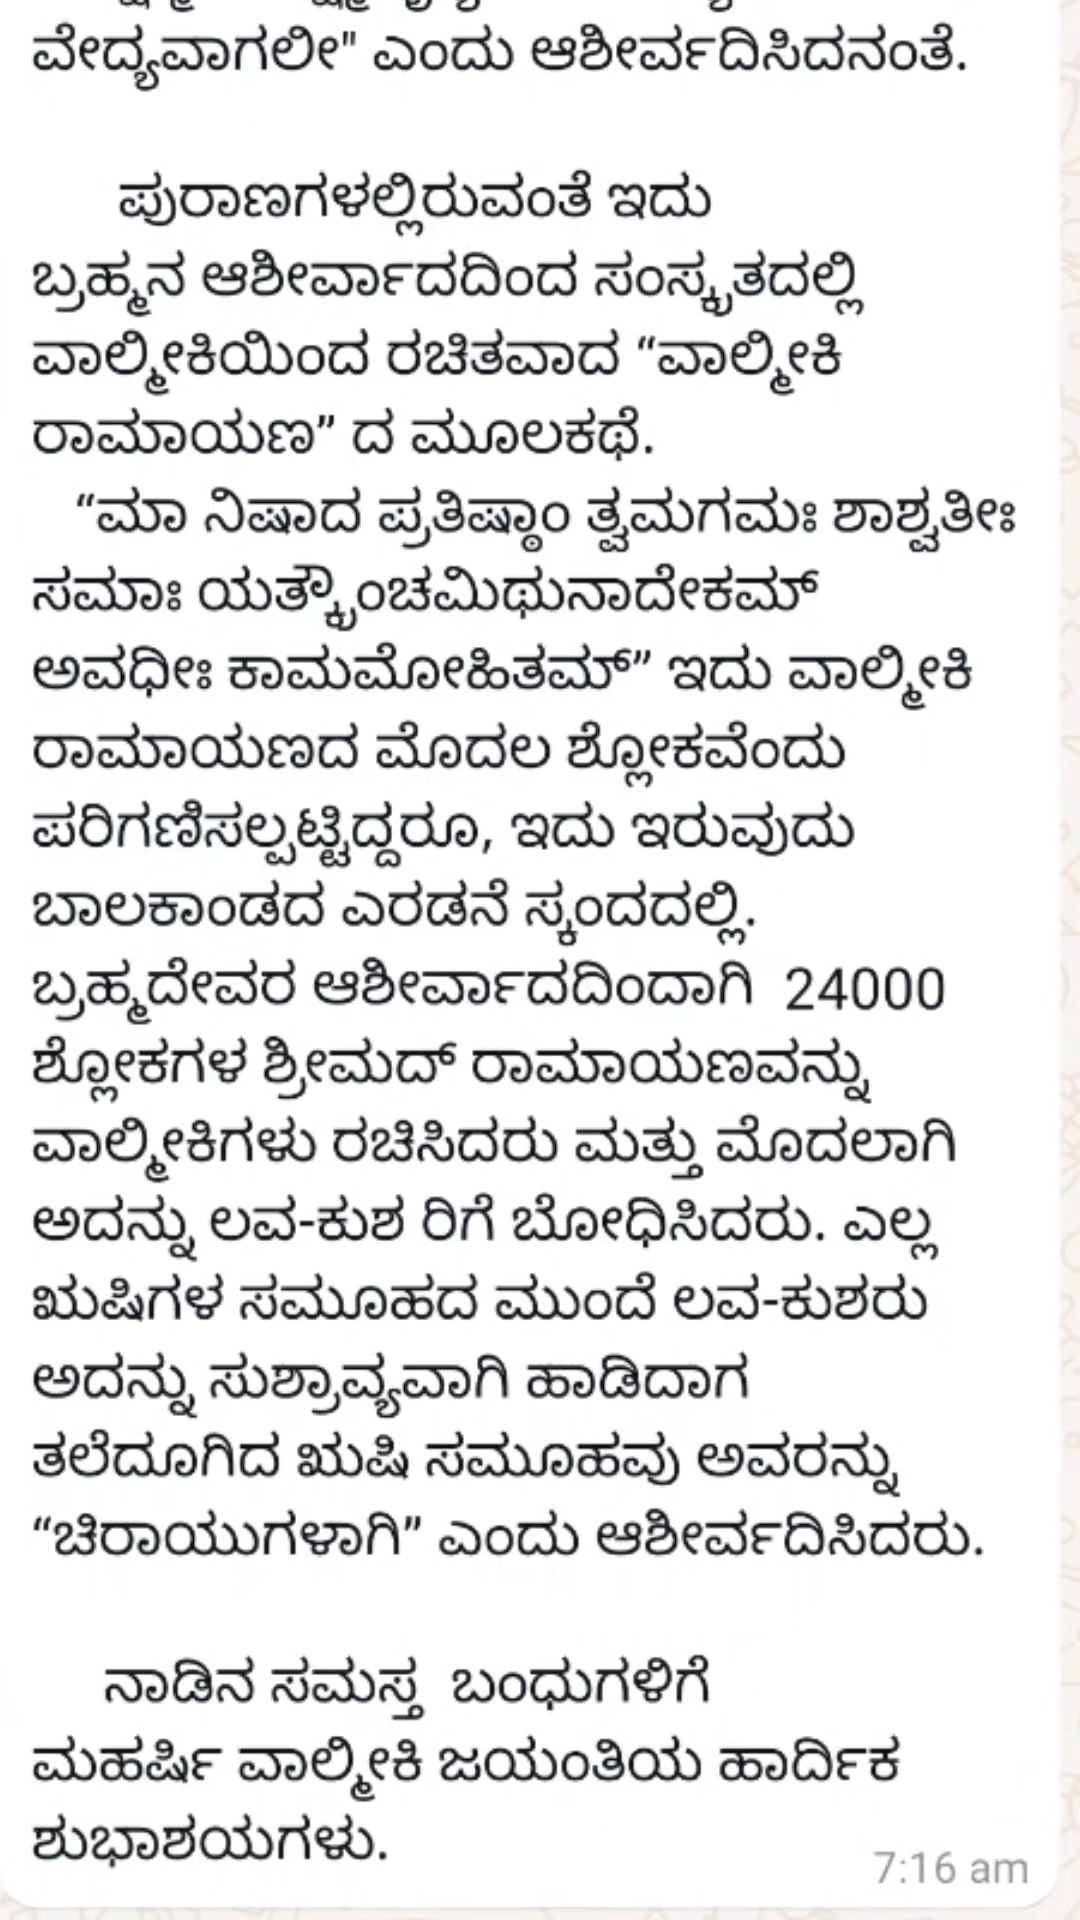 ವೇದ್ಯವಾಗಲೀ" ಎಂದು ಆಶೀರ್ವದಿಸಿದನಂತೆ.
ಪುರಾಣಗಳಲ್ಲಿರುವಂತೆ ಇದು
ಬ್ರಹ್ಮನ ಆಶೀರ್ವಾದದಿಂದ ಸಂಸ್ಕೃತದಲ್ಲಿ
ವಾಲ್ಮೀಕಿಯಿಂದ ರಚಿತವಾದ “ವಾಲ್ಮೀಕಿ
ರಾಮಾಯಣ” ದ ಮೂಲಕಥೆ.
“ಮಾ ನಿಷಾದ ಪ್ರತಿಷ್ಠಾಂ ತ್ವಮಗಮಃ ಶಾಶ್ವತೀಃ
ಸಮಾಃ ಯತ್ಕ್ರೌಂಚಮಿಥುನಾದೇಕಮ್
ಅವಧೀಃ ಕಾಮಮೋಹಿತಮ್” ಇದು ವಾಲ್ಮೀಕಿ
ರಾಮಾಯಣದ ಮೊದಲ ಶ್ಲೋಕವೆಂದು
ಪರಿಗಣಿಸಲ್ಪಟ್ಟಿದ್ದರೂ, ಇದು ಇರುವುದು
ಬಾಲಕಾಂಡದ ಎರಡನೆ ಸ್ಕಂದದಲ್ಲಿ.
ಬ್ರಹ್ಮದೇವರ ಆಶೀರ್ವಾದದಿಂದಾಗಿ 24000
ಶ್ಲೋಕಗಳ ಶ್ರೀಮದ್ ರಾಮಾಯಣವನ್ನು
ವಾಲ್ಮೀಕಿಗಳು ರಚಿಸಿದರು ಮತ್ತು ಮೊದಲಾಗಿ
ಅದನ್ನು ಲವ-ಕುಶ ರಿಗೆ ಬೋಧಿಸಿದರು. ಎಲ್ಲ
ಋಷಿಗಳ ಸಮೂಹದ ಮುಂದೆ ಲವ-ಕುಶರು
ಅದನ್ನು ಸುಶ್ರಾವ್ಯವಾಗಿ ಹಾಡಿದಾಗ
ತಲೆದೂಗಿದ ಋಷಿ ಸಮೂಹವು ಅವರನ್ನು
“ಚಿರಾಯುಗಳಾಗಿ” ಎಂದು ಆಶೀರ್ವದಿಸಿದರು.
ನಾಡಿನ ಸಮಸ್ತ ಬಂಧುಗಳಿಗೆ
ಮಹರ್ಷಿ ವಾಲ್ಮೀಕಿ ಜಯಂತಿಯ ಹಾರ್ದಿಕ
ಶುಭಾಶಯಗಳು.
7:16 am